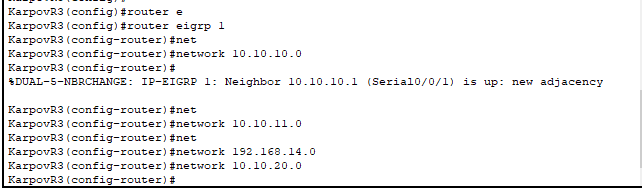 KarpovR3(config)#router e
KarpovR3(config)#router eigrp 1
KarpovR3(config-router)#net
KarpovR3(config-router)#network 10.10.10.0
KarpovR3(config-router)#
%DUAL-5-NBRCHANGE: IP-EIGRP 1: Neighbor 10.10.10.1 (Serial0/0/1) is up: new adjacency
KarpovR3(config-router)#net
KarpovR3(config-router)#network 10.10.11.0
KarpovR3(config-router)#net
KarpovR3(config-router)#network 192.168.14.0
KarpovR3(config-router)#network 10.10.20.0
KarpovR3(config-router)#